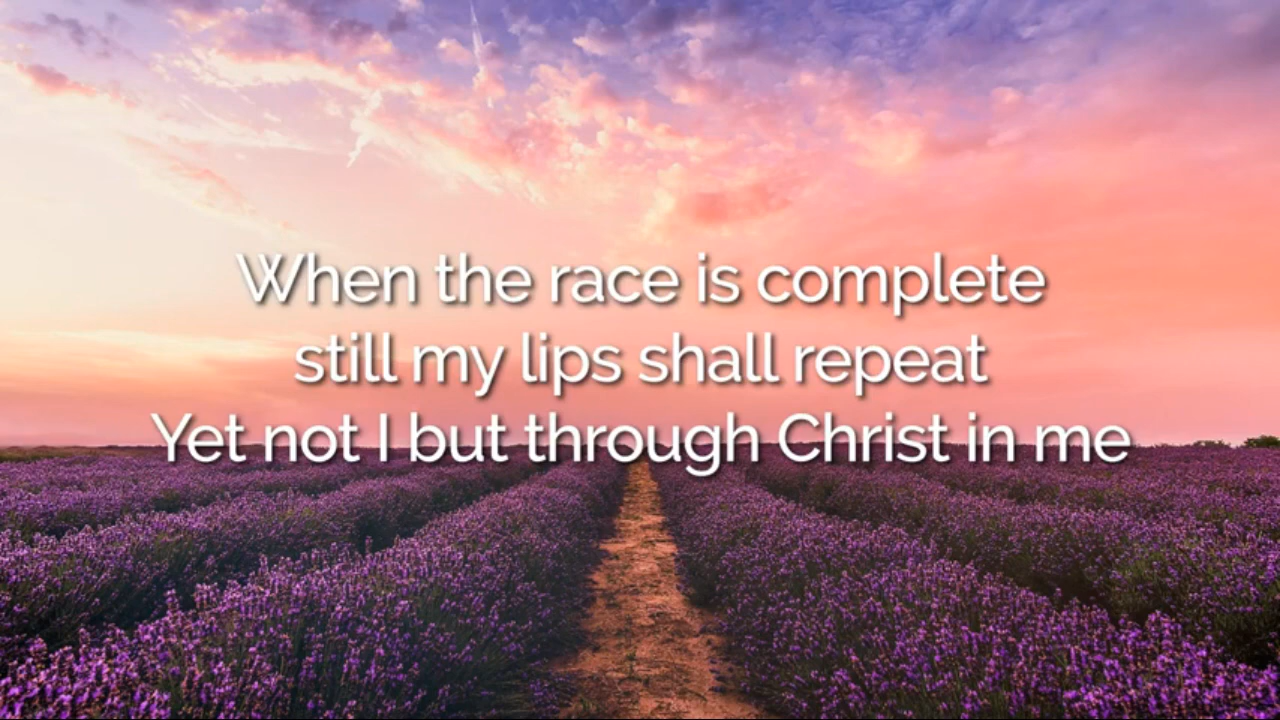 When the race is complete
still my lips shall repeat
Yet not I but through Christ in me